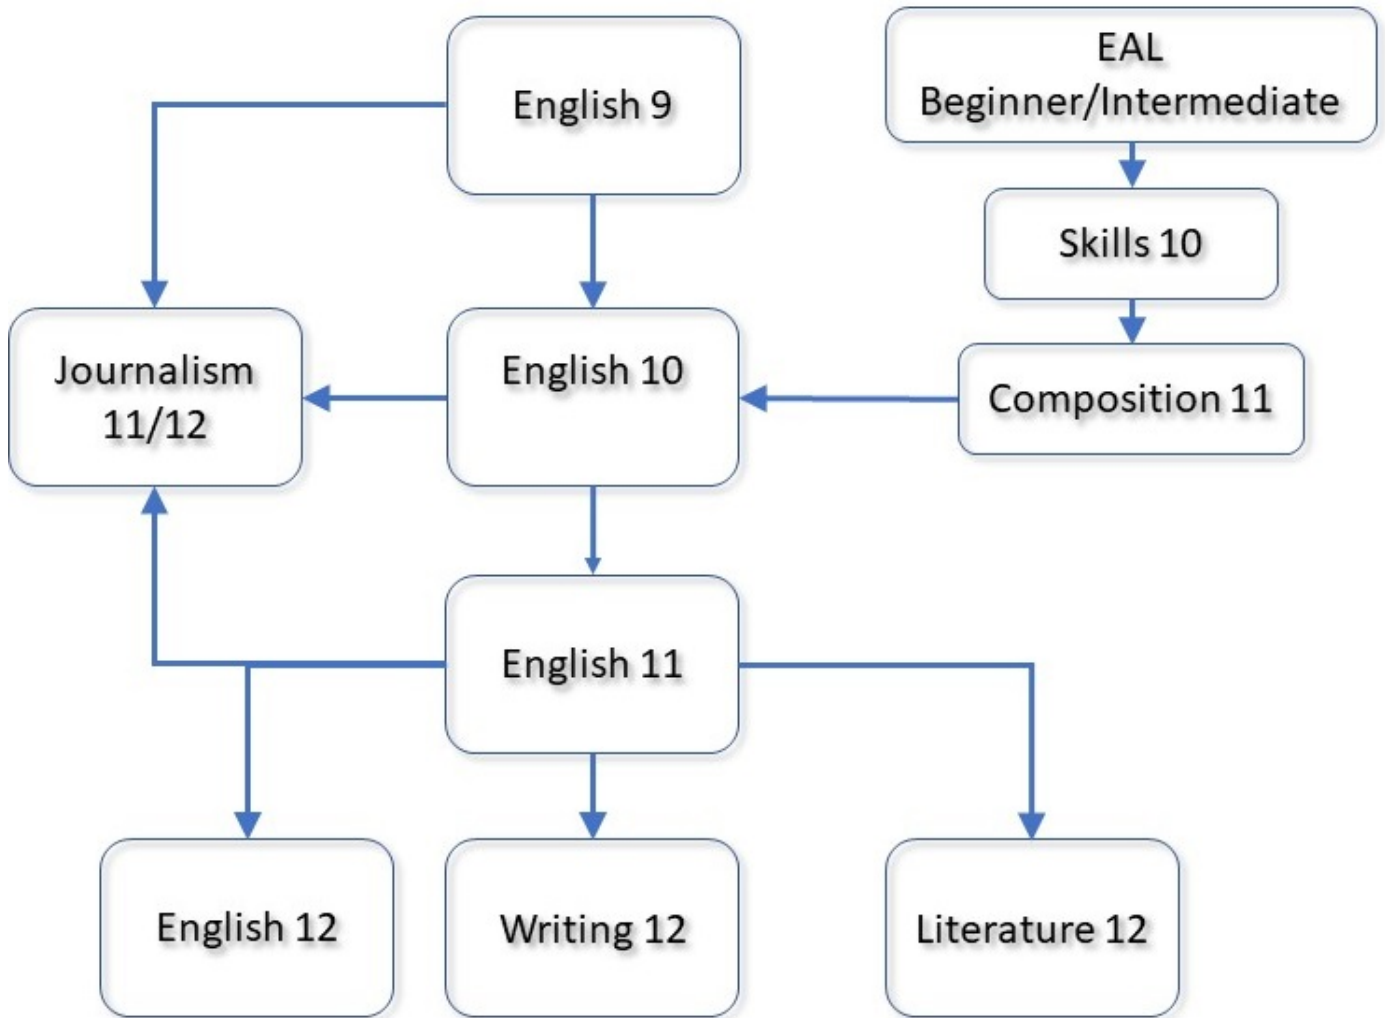 English 9
EAL
Beginner/Intermediate
Skills 10
Journalism
11/12
English 10
Composition 11
English 11
English 12
Writing 12
Literature 12